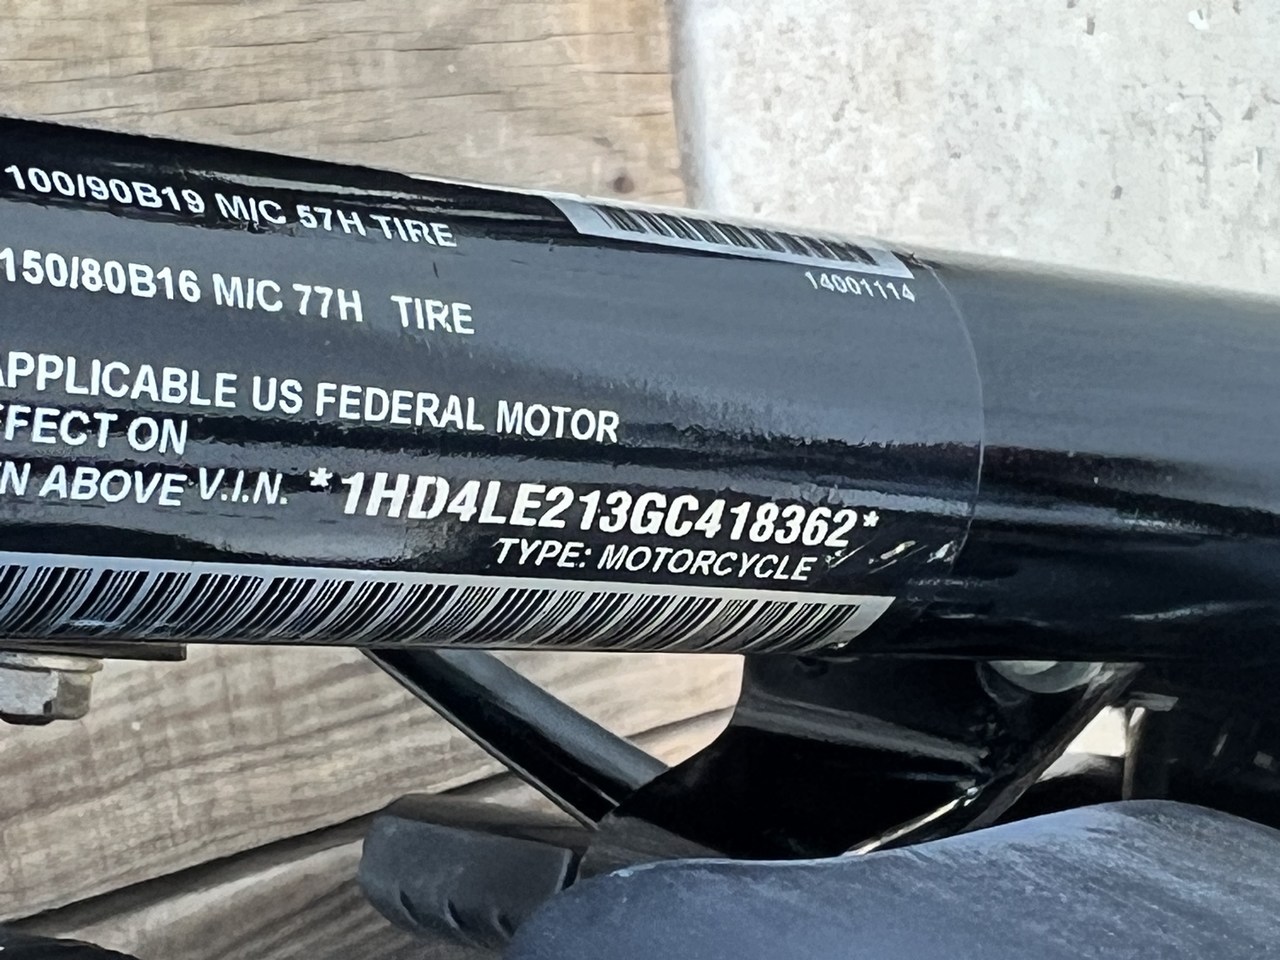 100/90B19 M/C 57H TIRE
14001114
150/80B16 M/C 77H TIRE
APPLICABLE US FEDERAL MOTOR
FFECT ON
N ABOVE V.I.N. *1HD4LE213GC418362*
TYPE: MOTORCYCLE